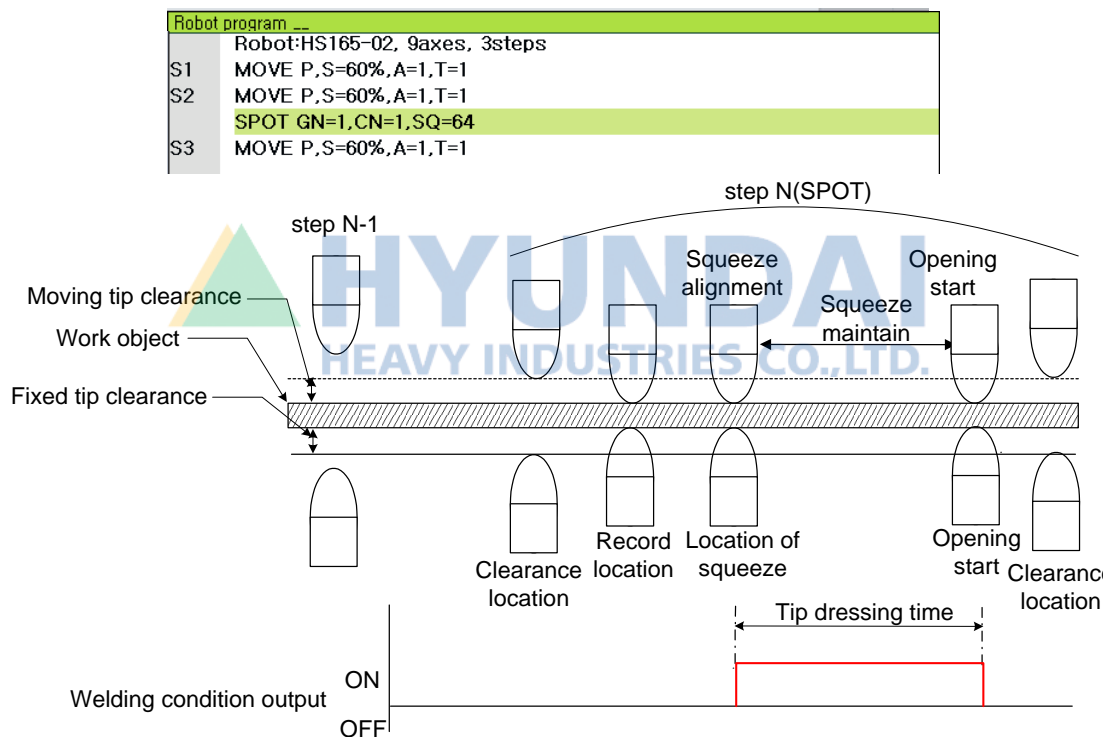 Robot program __
Robot:HS165-02, 9axes, 3steps
S1 MOVE P,S=60%,A=1,T=1
S2 MOVE P,S=60%,A=1,T=1
SPOT GN=1,CN=1,SQ=64
S3 MOVE P,S=60%,A=1,T=1
step N(SPOT)
step N-1
HYUNDAI
HEAVY INDUSTRIES CO.,LTD.
Squeeze
alignment
Opening
start
Squeeze
maintain
Moving tip clearance
Work object
Fixed tip clearance
Clearance
location
Record
location
Location of
squeeze
Opening
start
Clearance
location
Tip dressing time
Welding condition output
ON
OFF